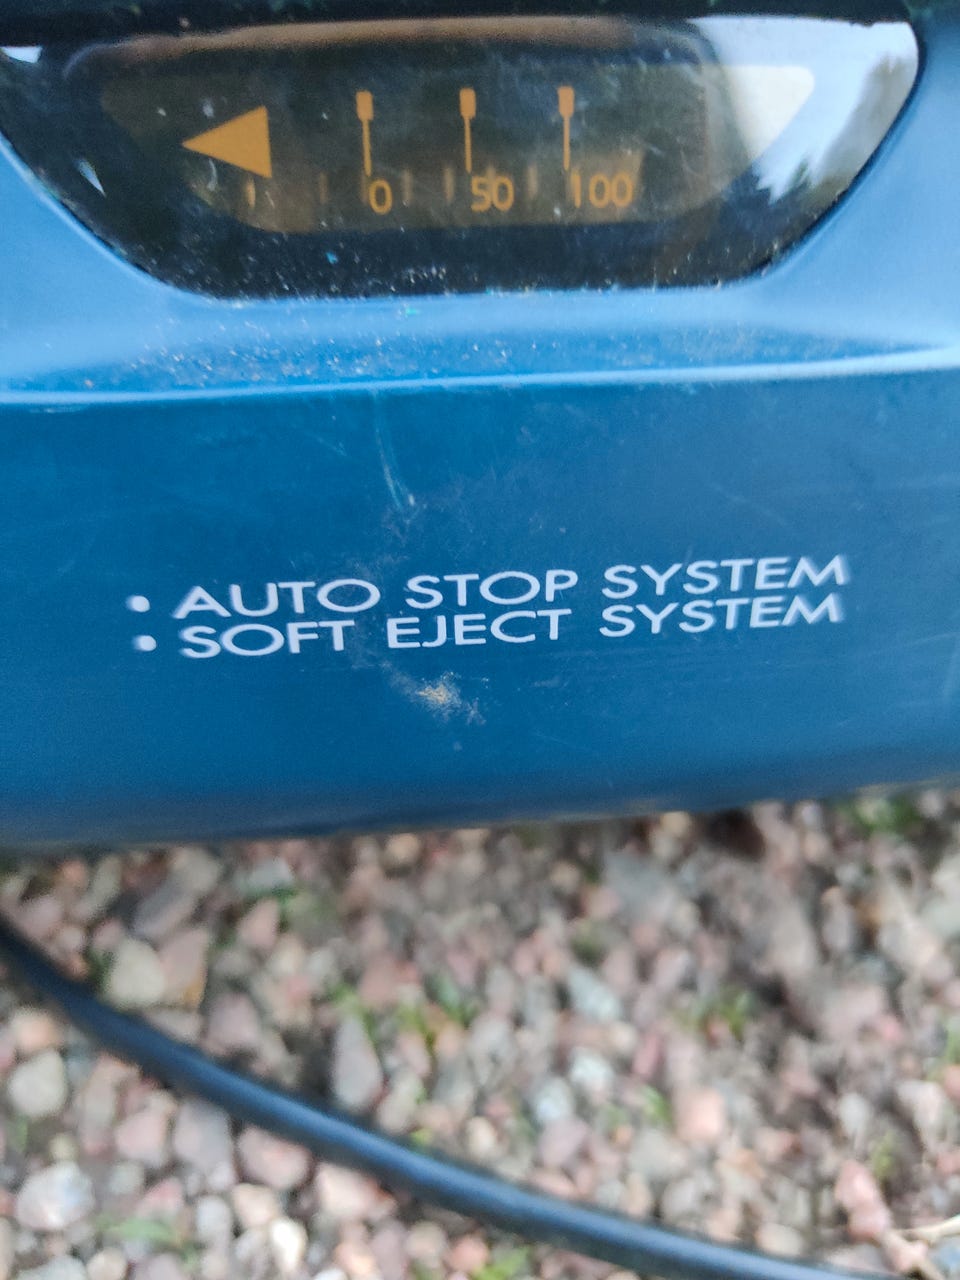 0 50 100
• AUTO STOP SYSTEM
• SOFT EJECT SYSTEM